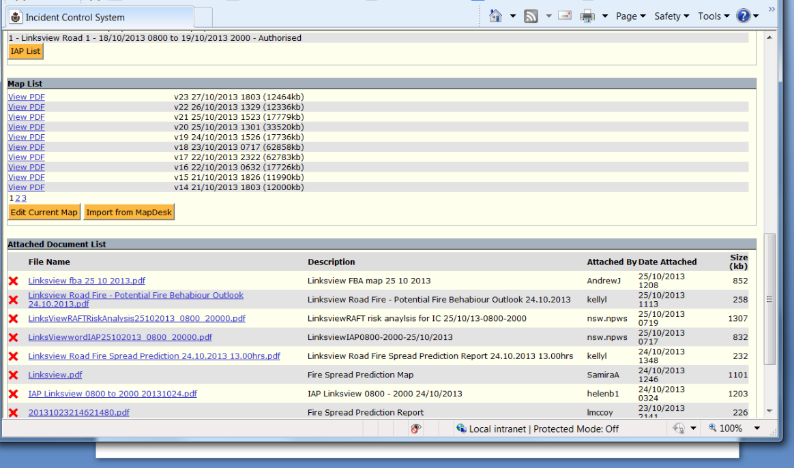 Incident Control System
Page Safety Tools
1 - Linksview Road 1 - 18/10/2013 0800 to 19/10/2013 2000 - Authorised
IAP List
Map List
View PDF v23 27/10/2013 1803 (12464kb)
View PDF v22 26/10/2013 1329 (12336kb)
View PDF v21 25/10/2013 1523 (17779kb)
View PDF v20 25/10/2013 1301 (33520kb)
View PDF v19 24/10/2013 1526 (17736kb)
View PDF v18 23/10/2013 0717 (62858kb)
View PDF v17 22/10/2013 2322 (62783kb)
View PDF v16 22/10/2013 0632 (17726kb)
View PDF v15 21/10/2013 1826 (11990kb)
View PDF v14 21/10/2013 1803 (12000kb)
1 2 3
Edit Current Map Import from MapDesk
Attached Document List
File Name Description Attached By Date Attached Size (kb)
Linksview fba 25 10 2013.pdf Linksview FBA map 25 10 2013 AndrewJ 25/10/2013 1208 852
Linksview Road Fire - Potential Fire Behabiour Outlook 24.10.2013.pdf Linksview Road Fire - Potential Fire Behabiour Outlook 24.10.2013 kellyl 25/10/2013 1113 258
LinksViewRAFTRiskAnalysis25102013_0800_20000.pdf LinksviewRAFT risk anaylsis for IC 25/10/13-0800-2000 nsw.npws 25/10/2013 0719 1307
LinksViewwordIAP25102013_0800_20000.pdf LinksviewIAP0800-2000-25/10/2013 nsw.npws 25/10/2013 0717 832
Linksview Road Fire Spread Prediction 24.10.2013 13.00hrs.pdf Linksview Road Fire Spread Prediction Report 24.10.2013 13.00hrs kellyl 24/10/2013 1348 232
Linksview.pdf Fire Spread Prediction Map SamiraA 24/10/2013 1246 1101
IAP Linksview 0800 to 2000 20131024.pdf IAP Linksview 0800 - 2000 24/10/2013 helenb1 24/10/2013 0324 1203
20131023214621480.pdf Fire Spread Prediction Report lmccoy 23/10/2013 2141 226
Local intranet | Protected Mode: Off 100%